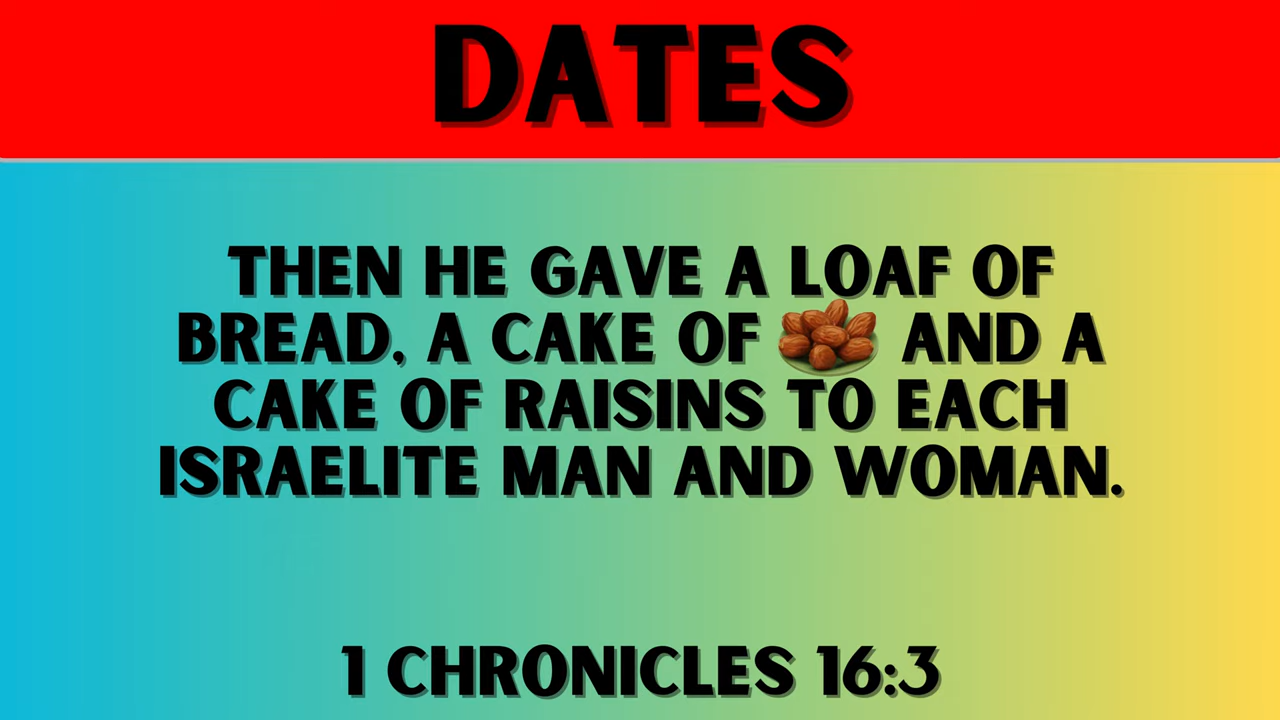 DATES
THEN HE GAVE A LOAF OF
BREAD, A CAKE OF AND A
CAKE OF RAISINS TO EACH
ISRAELITE MAN AND WOMAN.
1 CHRONICLES 16:3